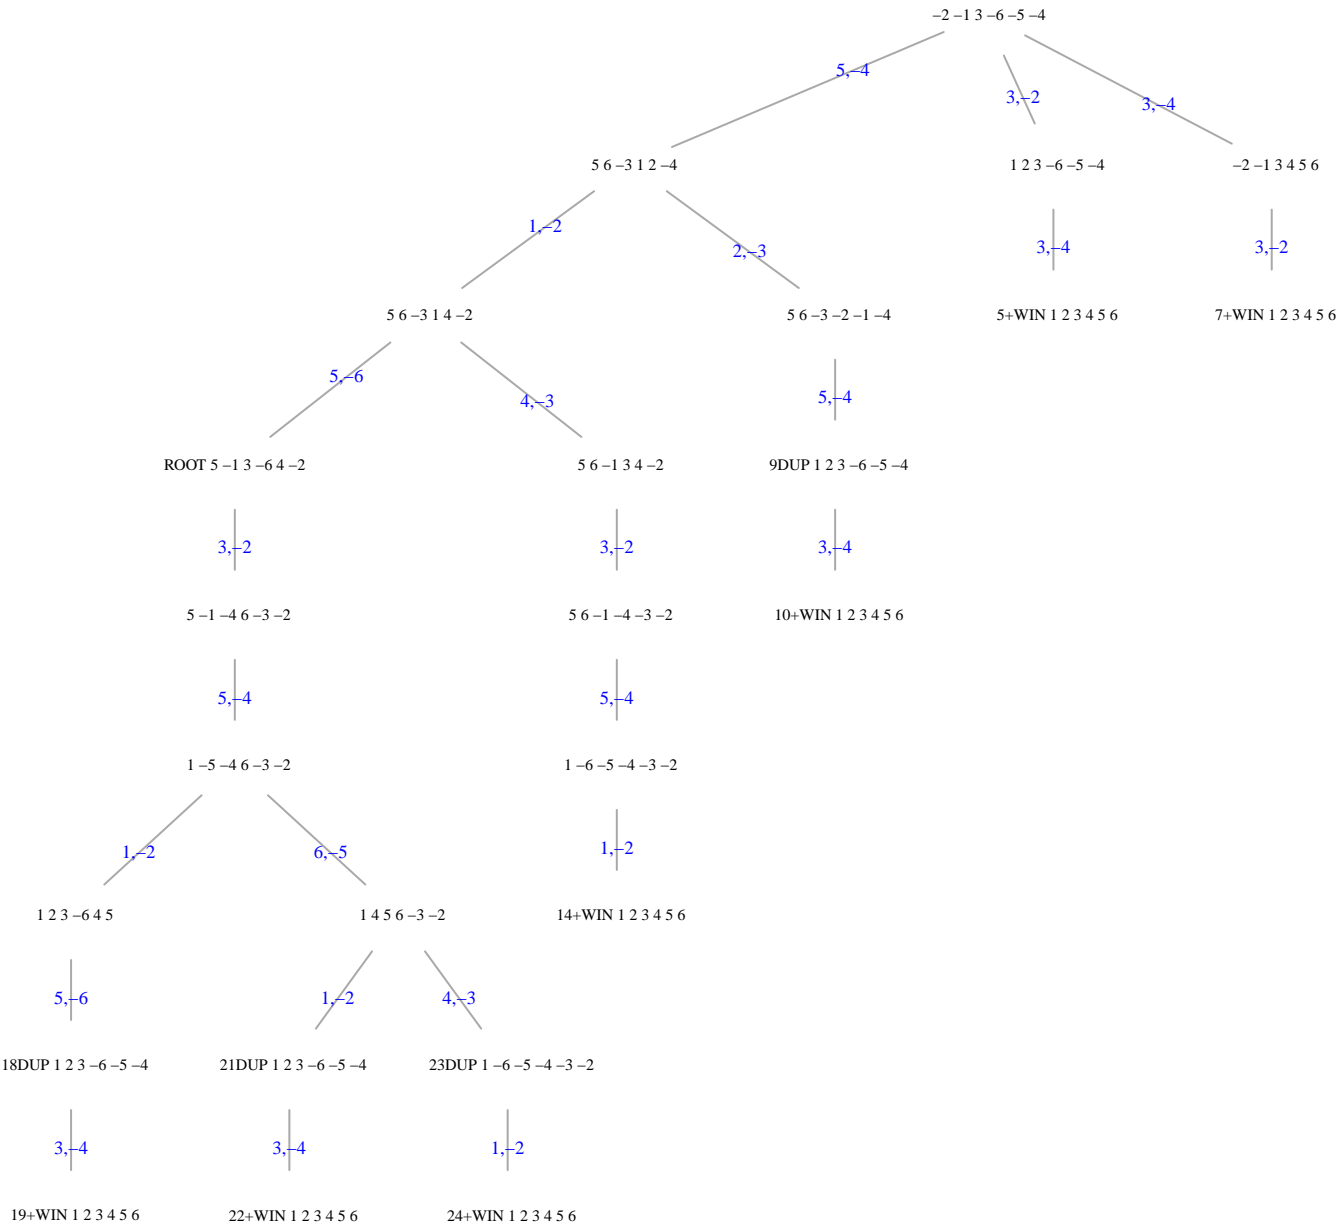 −2 −1 3 −6 −5 −4
5,−4
3,−2
3,−4
5 6 −3 1 2 −4
1 2 3 −6 −5 −4
−2 −1 3 4 5 6
1,−2
2,−3
3,−4
3,−2
5 6 −3 1 4 −2
5 6 −3 −2 −1 −4
5+WIN 1 2 3 4 5 6
7+WIN 1 2 3 4 5 6
5,−6
4,−3
5,−4
ROOT 5 −1 3 −6 4 −2
5 6 −1 3 4 −2
9DUP 1 2 3 −6 −5 −4
3,−2
3,−2
3,−4
5 −1 −4 6 −3 −2
5 6 −1 −4 −3 −2
10+WIN 1 2 3 4 5 6
5,−4
5,−4
1 −5 −4 6 −3 −2
1 −6 −5 −4 −3 −2
1,−2
6,−5
1,−2
1 2 3 −6 4 5
1 4 5 6 −3 −2
14+WIN 1 2 3 4 5 6
5,−6
1,−2
4,−3
18DUP 1 2 3 −6 −5 −4
21DUP 1 2 3 −6 −5 −4
23DUP 1 −6 −5 −4 −3 −2
3,−4
3,−4
1,−2
19+WIN 1 2 3 4 5 6
22+WIN 1 2 3 4 5 6
24+WIN 1 2 3 4 5 6